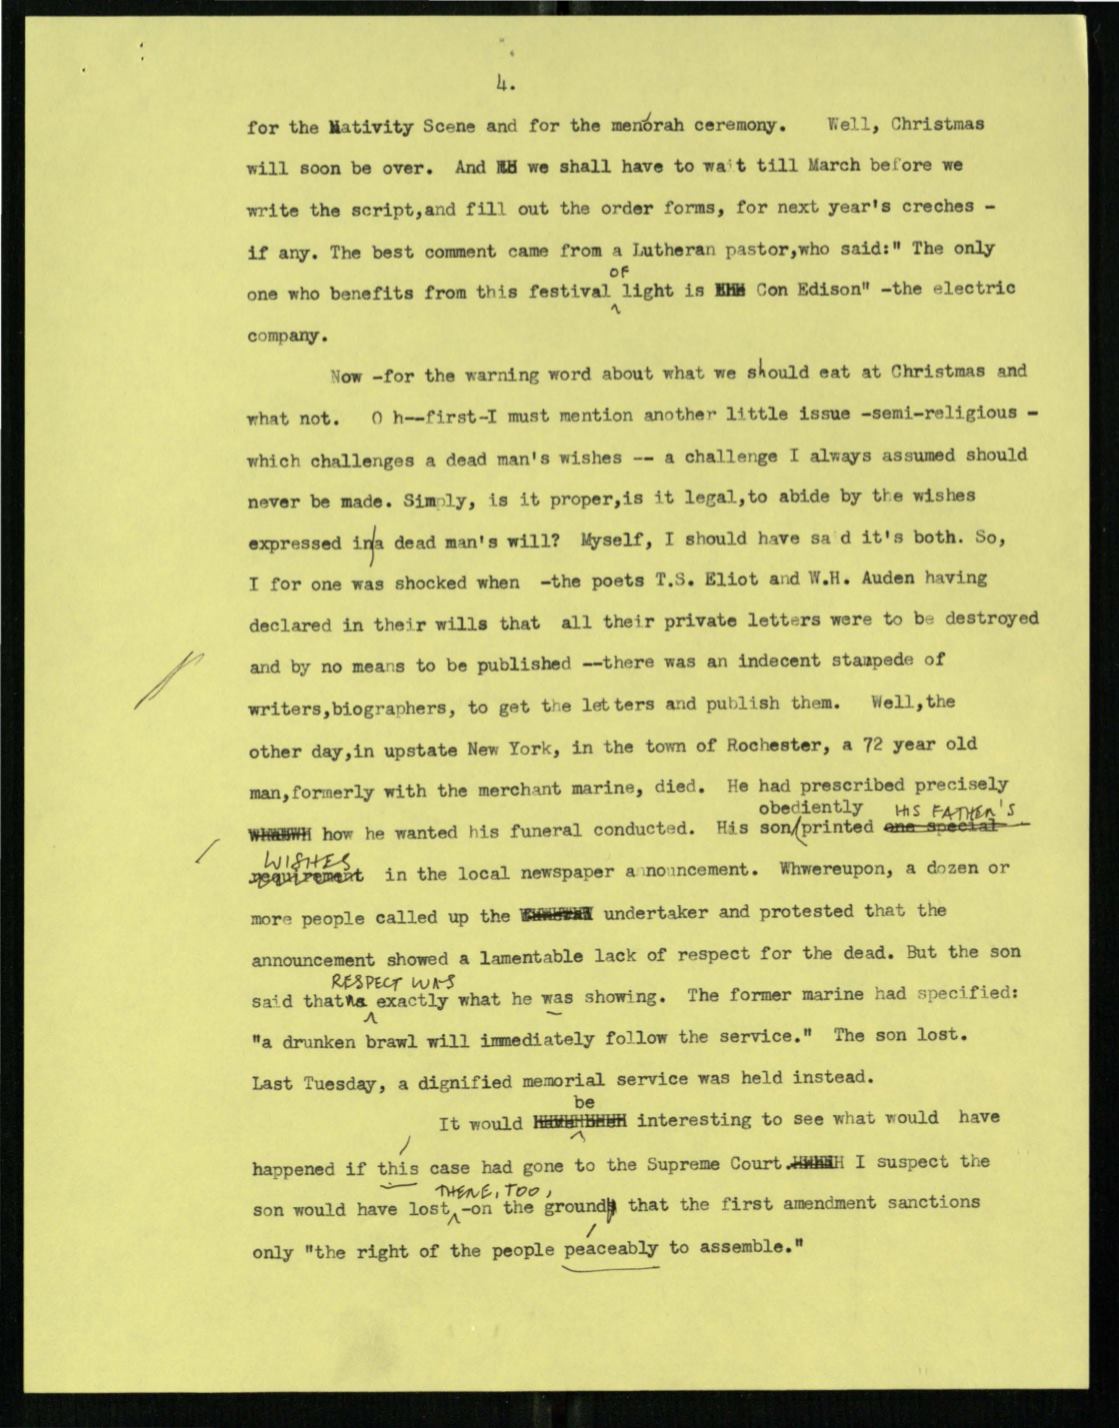 4.
for the Nativity Scene and for the menorah ceremony. Well, Christmas
will soon be over. And we shall have to wait till March before we
write the script,and fill out the order forms, for next year's creches -
if any. The best comment came from a Lutheran pastor,who said:" The only
of
one who benefits from this festival light is Con Edison" -the electric
company.
Now -for the warning word about what we should eat at Christmas and
what not. O h--first-I must mention another little issue -semi-religious -
which challenges a dead man's wishes -- a challenge I always assumed should
never be made. Simply, is it proper,is it legal,to abide by the wishes
expressed in/a dead man's will? Myself, I should have sa d it's both. So,
I for one was shocked when -the poets T.S. Eliot and W.H. Auden having
declared in their wills that all their private letters were to be destroyed
and by no means to be published --there was an indecent stampede of
writers,biographers, to get the letters and publish them. Well,the
other day,in upstate New York, in the town of Rochester, a 72 year old
man,formerly with the merchant marine, died. He had prescribed precisely
obediently HIS FATHER'S
how he wanted his funeral conducted. His son/printed one special
WISHES
requirement in the local newspaper announcement. Whwereupon, a dozen or
more people called up the undertaker and protested that the
announcement showed a lamentable lack of respect for the dead. But the son
RESPECT WAS
said that exactly what he was showing. The former marine had specified:
"a drunken brawl will immediately follow the service." The son lost.
Last Tuesday, a dignified memorial service was held instead.
be
It would interesting to see what would have
happened if this case had gone to the Supreme Court. I suspect the
THERE, TOO,
son would have lost -on the ground that the first amendment sanctions
only "the right of the people peaceably to assemble."